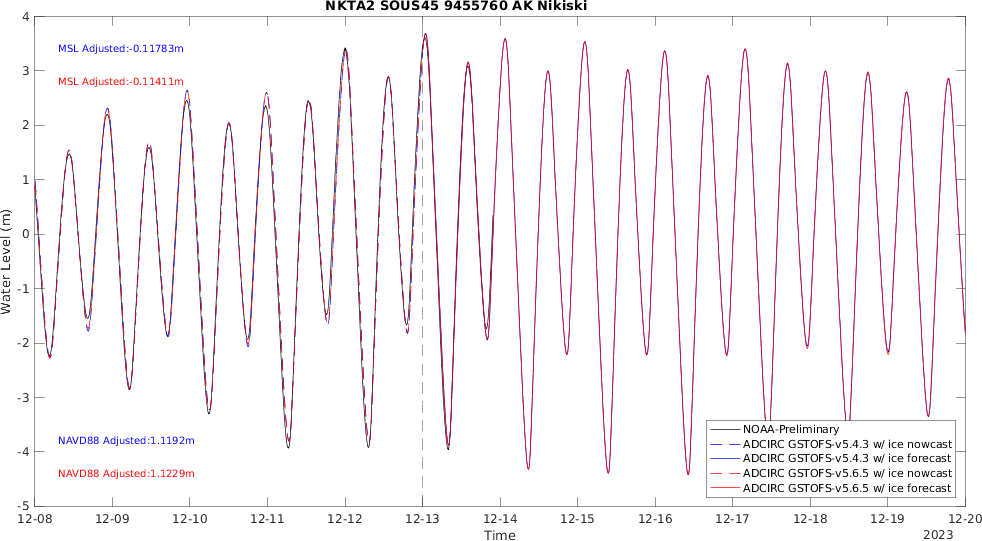 NKTA2 SOUS45 9455760 AK Nikiski
4
3
2
1
0
-1
-2
-3
-4
-5
Water Level (m)
MSL Adjusted:-0.11783m
MSL Adjusted:-0.11411m
NAVD88 Adjusted:1.1192m
NAVD88 Adjusted:1.1229m
NOAA-Preliminary
ADCIRC GSTOFS-v5.4.3 w/ ice nowcast
ADCIRC GSTOFS-v5.4.3 w/ ice forecast
ADCIRC GSTOFS-v5.6.5 w/ ice nowcast
ADCIRC GSTOFS-v5.6.5 w/ ice forecast
12-08 12-09 12-10 12-11 12-12 12-13 12-14 12-15 12-16 12-17 12-18 12-19 12-20
Time
2023